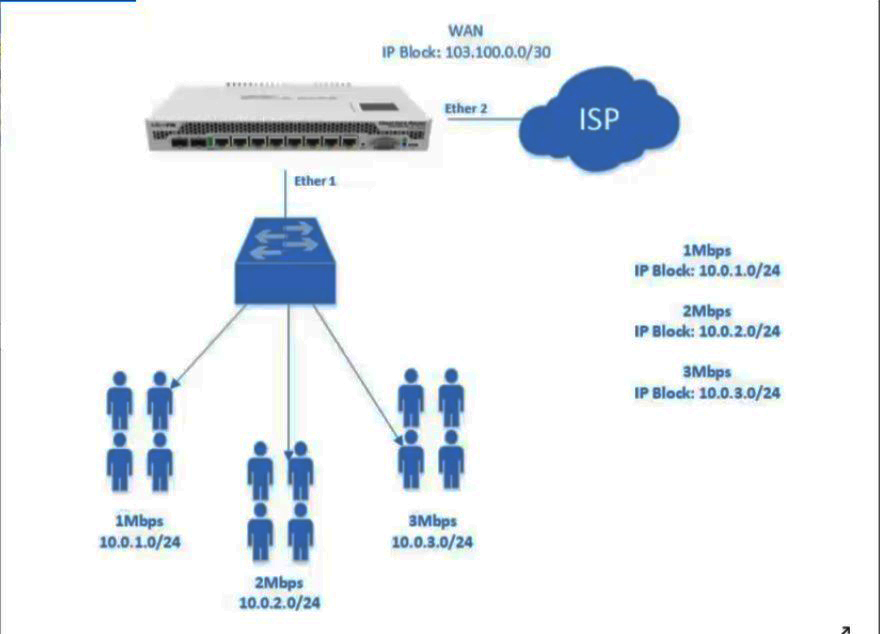 WAN
IP Block: 103.100.0.0/30
Ether 2
ISP
Ether 1
1Mbps
IP Block: 10.0.1.0/24
2Mbps
IP Block: 10.0.2.0/24
3Mbps
IP Block: 10.0.3.0/24
1Mbps
10.0.1.0/24
3Mbps
10.0.3.0/24
2Mbps
10.0.2.0/24